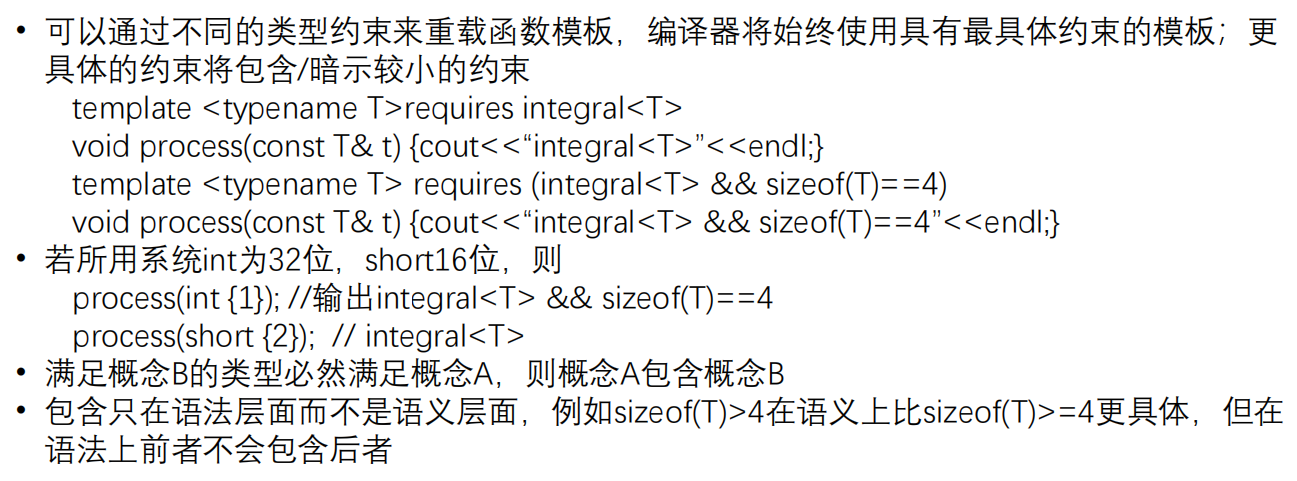 • 可以通过不同的类型约束来重载函数模板，编译器将始终使用具有最具体约束的模板；更
具体的约束将包含/暗示较小的约束
template <typename T>requires integral<T>
void process(const T& t) {cout<<“integral<T>”<<endl;}
template <typename T> requires (integral<T> && sizeof(T)==4)
void process(const T& t) {cout<<“integral<T> && sizeof(T)==4”<<endl;}
• 若所用系统int为32位，short16位，则
process(int {1}); //输出integral<T> && sizeof(T)==4
process(short {2});  // integral<T>
• 满足概念B的类型必然满足概念A，则概念A包含概念B
• 包含只在语法层面而不是语义层面，例如sizeof(T)>4在语义上比sizeof(T)>=4更具体，但在
语法上前者不会包含后者